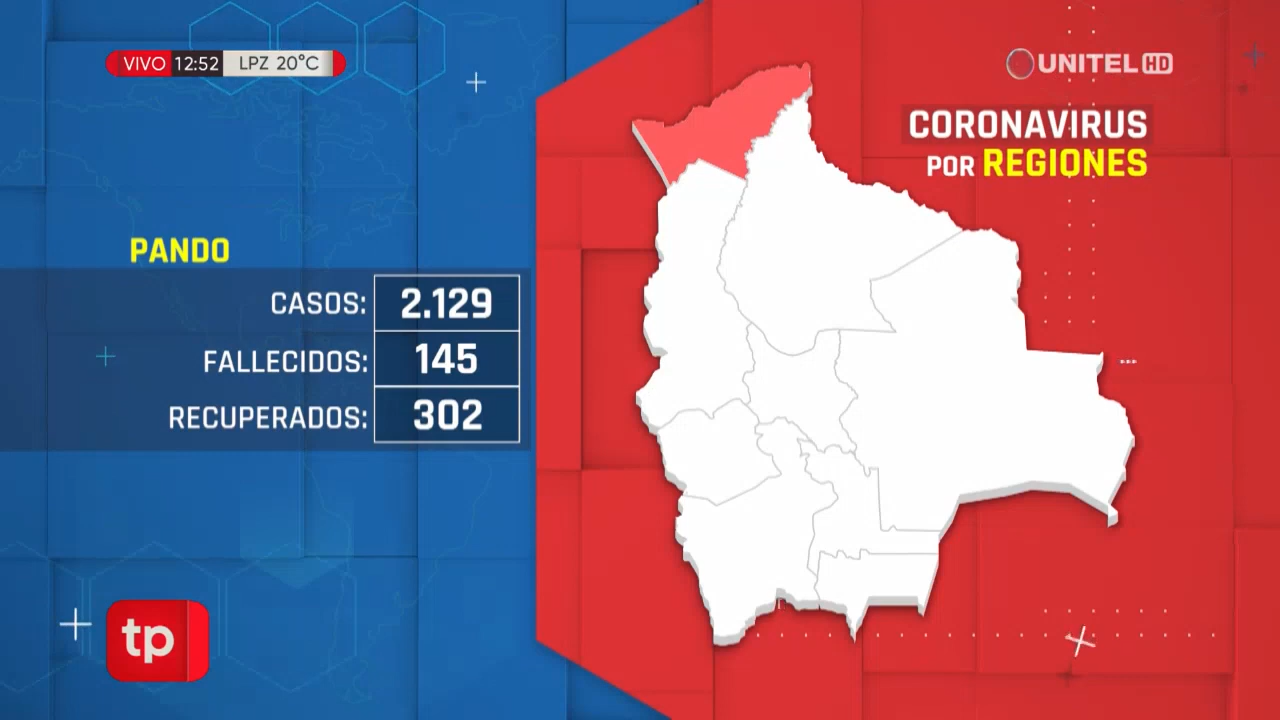 VIVO 12:52 LPZ 20°C
UNITEL HD
CORONAVIRUS
POR REGIONES
PANDO
CASOS: 2.129
FALLECIDOS: 145
RECUPERADOS: 302
tp